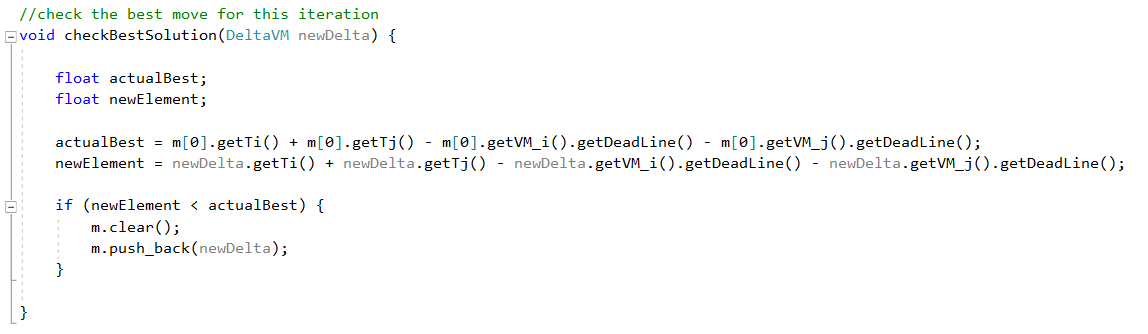 //check the best move for this iteration
void checkBestSolution(DeltaVM newDelta) {
float actualBest;
float newElement;
actualBest = m[0].getTi() + m[0].getTj() - m[0].getVM_i().getDeadLine() - m[0].getVM_j().getDeadLine();
newElement = newDelta.getTi() + newDelta.getTj() - newDelta.getVM_i().getDeadLine() - newDelta.getVM_j().getDeadLine();
if (newElement < actualBest) {
m.clear();
m.push_back(newDelta);
}
}